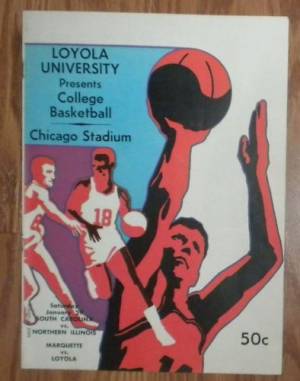 LOYOLA
UNIVERSITY
Presents
College
Basketball
Chicago Stadium
18
Saturday
January
SOUTH CAROLINA
vs.
NORTHERN ILLINOIS
MARQUETTE
vs.
LOYOLA
50c